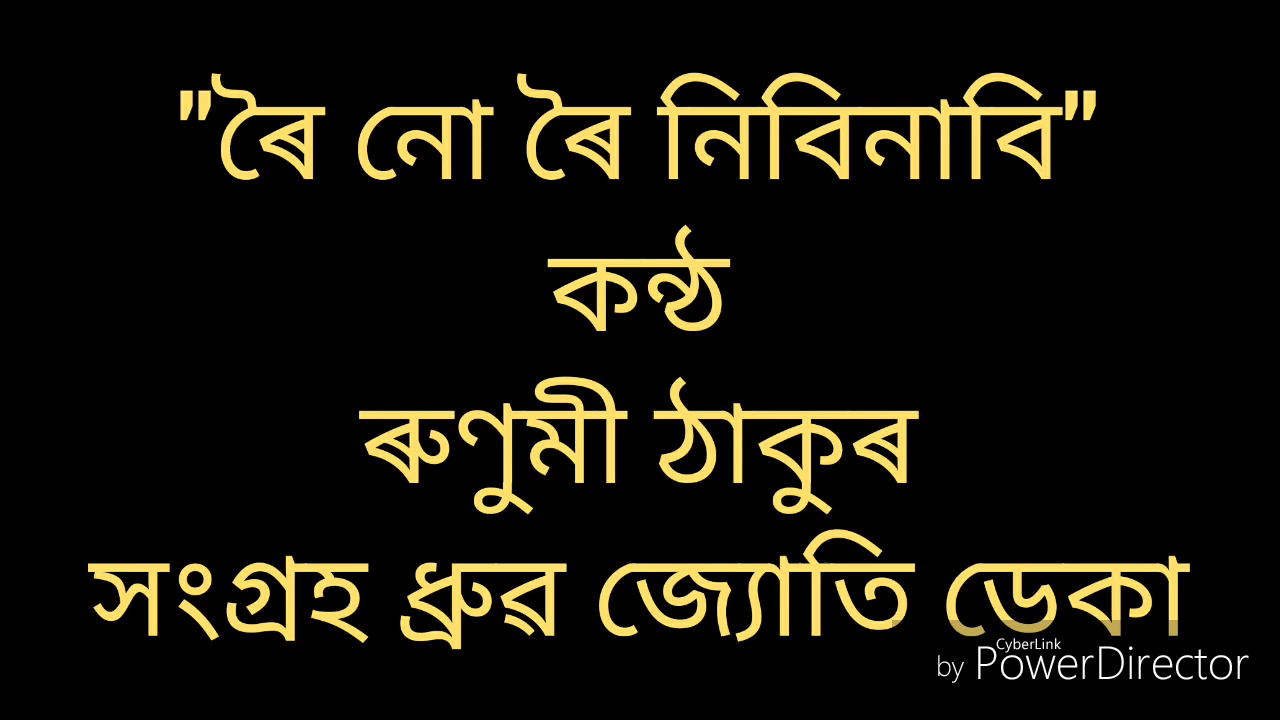 "ৰৈ নো ৰৈ নিবিনাবি"
কন্ঠ
ৰুণুমী ঠাকুৰ
সংগ্ৰহ ধ্ৰুৱ জ্যোতি ডেকা
CyberLink
by PowerDirector